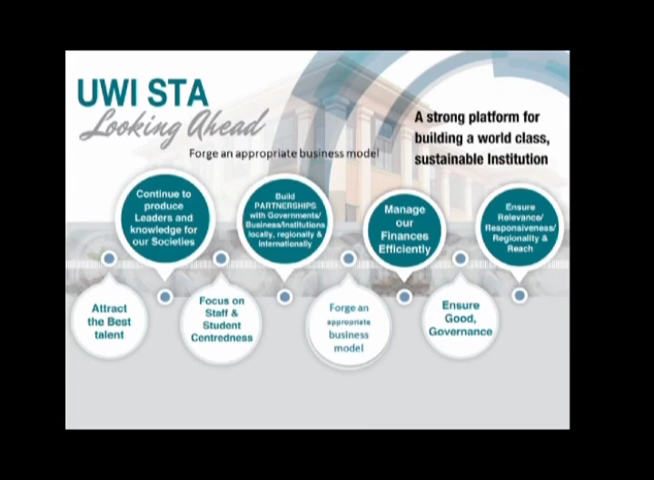 UWI STA
Looking Ahead
Forge an appropriate business model
A strong platform for
building a world class,
sustainable Institution
Continue to
produce
Leaders and
knowledge for
our Societies
Build
PARTNERSHIPS
with Governments/
Business/Institutions
locally, regionally &
internationally
Manage
our
Finances
Efficiently
Ensure
Relevance/
Responsiveness/
Regionality &
Reach
Attract
the Best
talent
Focus on
Staff &
Student
Centredness
Forge an
appropriate
business
model
Ensure
Good,
Governance